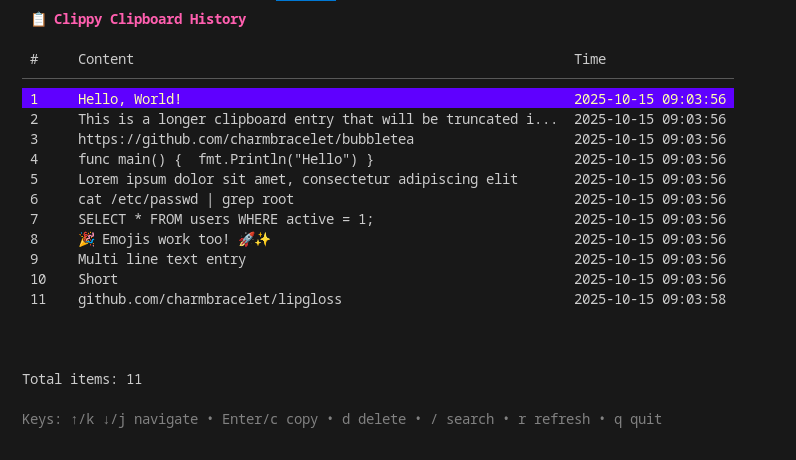 📋 Clippy Clipboard History
# Content Time
1 Hello, World! 2025-10-15 09:03:56
2 This is a longer clipboard entry that will be truncated i... 2025-10-15 09:03:56
3 https://github.com/charmbracelet/bubbletea 2025-10-15 09:03:56
4 func main() {  fmt.Println("Hello") } 2025-10-15 09:03:56
5 Lorem ipsum dolor sit amet, consectetur adipiscing elit 2025-10-15 09:03:56
6 cat /etc/passwd | grep root 2025-10-15 09:03:56
7 SELECT * FROM users WHERE active = 1; 2025-10-15 09:03:56
8 🎉 Emojis work too! 🚀✨ 2025-10-15 09:03:56
9 Multi line text entry 2025-10-15 09:03:56
10 Short 2025-10-15 09:03:56
11 github.com/charmbracelet/lipgloss 2025-10-15 09:03:58
Total items: 11
Keys: ↑/k ↓/j navigate • Enter/c copy • d delete • / search • r refresh • q quit